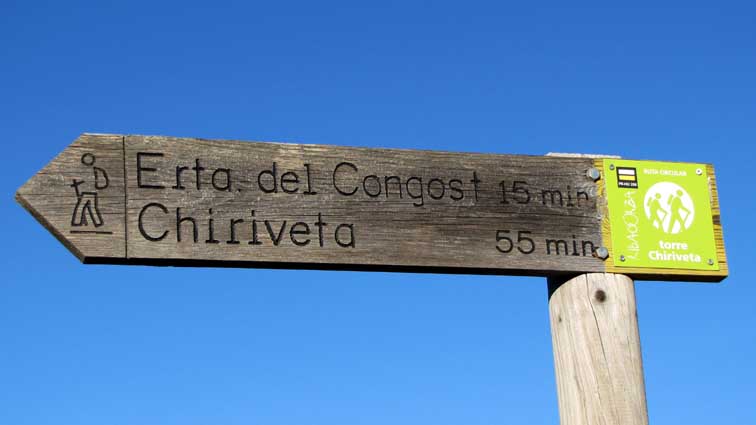 Erta. del Congost 15 min
Chiriveta 55 min
RUTA CIRCULAR
torre
Chiriveta